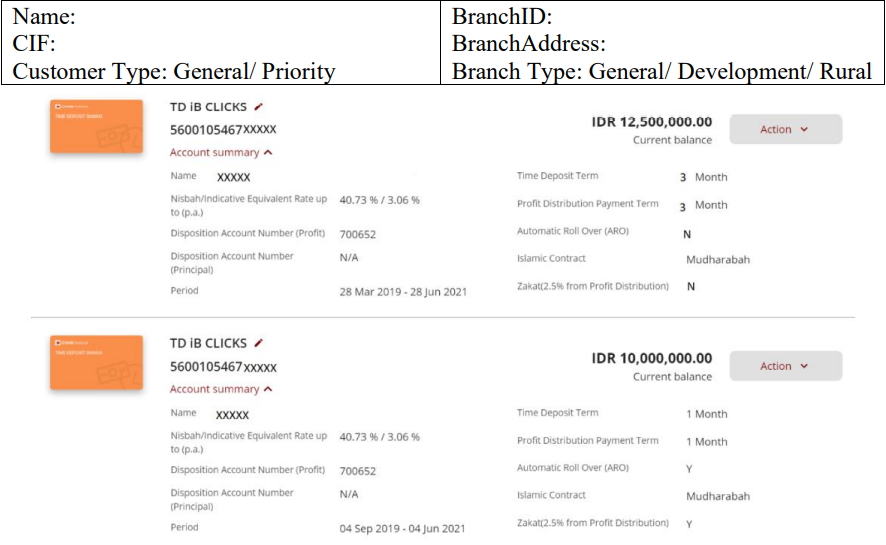 Name:
CIF:
Customer Type: General/ Priority
BranchID:
BranchAddress:
Branch Type: General/ Development/ Rural
TD iB CLICKS
5600105467XXXXX
Account summary
IDR 12,500,000.00
Current balance
Action
Name XXXXX
Nisbah/Indicative Equivalent Rate up
to (p.a.)
40.73 % / 3.06 %
Disposition Account Number (Profit) 700652
Disposition Account Number
(Principal)
N/A
Period 28 Mar 2019 - 28 Jun 2021
Time Deposit Term 3 Month
Profit Distribution Payment Term 3 Month
Automatic Roll Over (ARO) N
Islamic Contract Mudharabah
Zakat(2.5% from Profit Distribution) N
TD iB CLICKS
5600105467XXXXX
Account summary
IDR 10,000,000.00
Current balance
Action
Name XXXXX
Nisbah/Indicative Equivalent Rate up
to (p.a.)
40.73 % / 3.06 %
Disposition Account Number (Profit) 700652
Disposition Account Number
(Principal)
N/A
Period 04 Sep 2019 - 04 Jun 2021
Time Deposit Term 1 Month
Profit Distribution Payment Term 1 Month
Automatic Roll Over (ARO) Y
Islamic Contract Mudharabah
Zakat(2.5% from Profit Distribution) Y